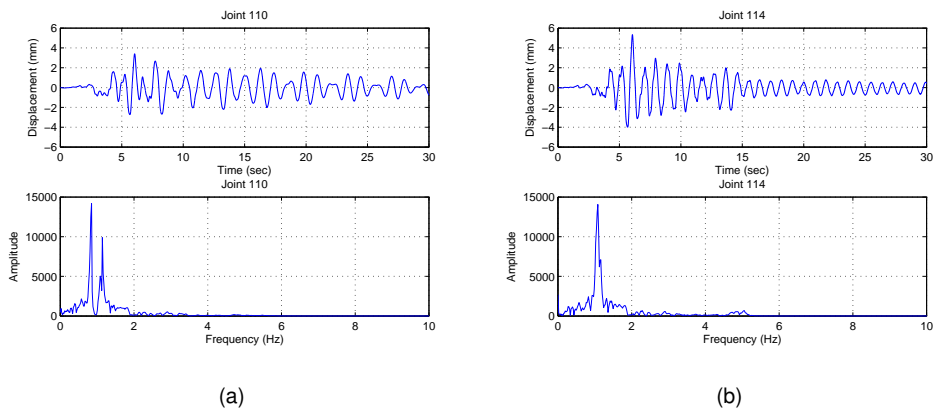 Joint 110
6
4
2
0
−2
−4
−6
Displacement (mm)
0 5 10 15 20 25 30
Time (sec)
Joint 110
15000
10000
5000
0
Amplitude
0 2 4 6 8 10
Frequency (Hz)
(a)
Joint 114
6
4
2
0
−2
−4
−6
Displacement (mm)
0 5 10 15 20 25 30
Time (sec)
Joint 114
15000
10000
5000
0
Amplitude
0 2 4 6 8 10
Frequency (Hz)
(b)